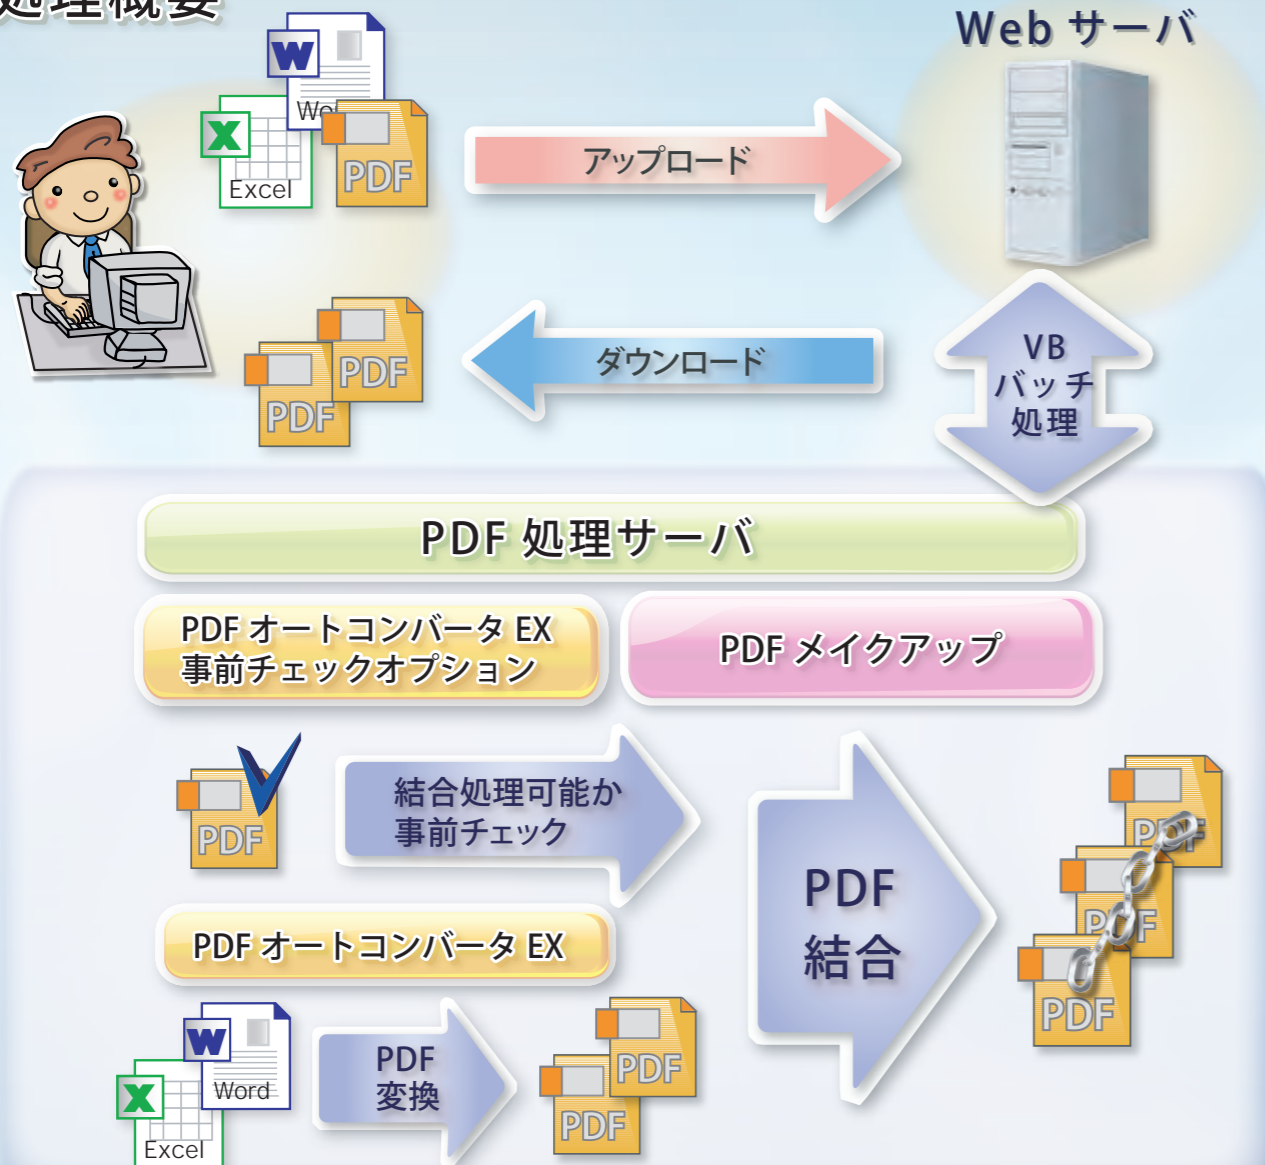 処理概要
Web サーバ
W
Wo
X
Excel
PDF
アップロード
ダウンロード
PDF
PDF
VB
バッチ
処理
PDF 処理サーバ
PDF オートコンバータ EX
事前チェックオプション
PDF メイクアップ
PDF
結合処理可能か
事前チェック
PDF
結合
PDF
PDF
PDF
PDF オートコンバータ EX
W
Word
X
Excel
PDF
変換
PDF
PDF